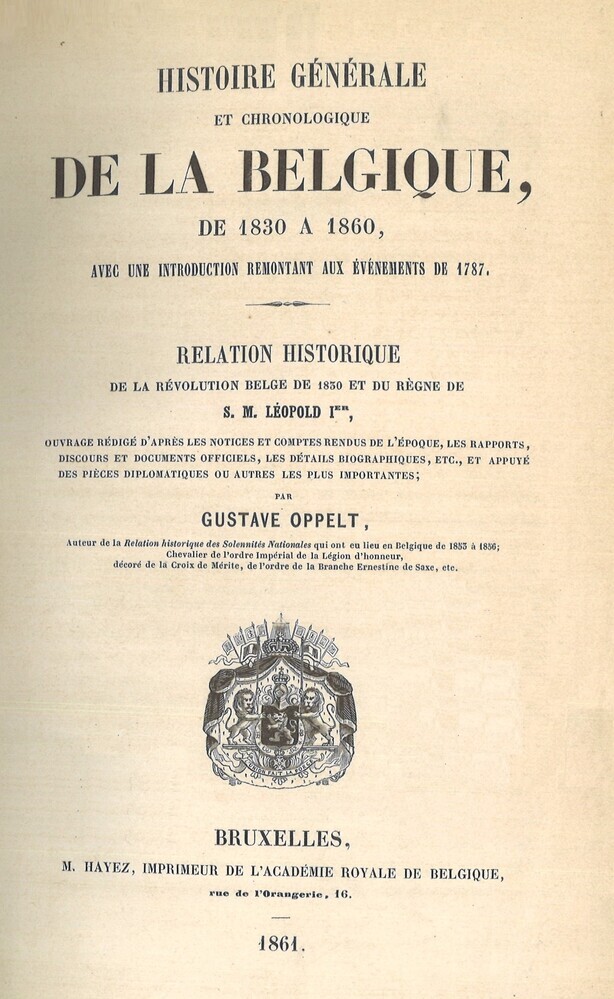 HISTOIRE GÉNÉRALE
ET CHRONOLOGIQUE
DE LA BELGIQUE,
DE 1830 A 1860,
AVEC UNE INTRODUCTION REMONTANT AUX ÉVÉNEMENTS DE 1787.
RELATION HISTORIQUE
DE LA RÉVOLUTION BELGE DE 1830 ET DU RÈGNE DE
S. M. LÉOPOLD IER,
OUVRAGE RÉDIGÉ D'APRÈS LES NOTICES ET COMPTES RENDUS DE L'ÉPOQUE, LES RAPPORTS,
DISCOURS ET DOCUMENTS OFFICIELS, LES DÉTAILS BIOGRAPHIQUES, ETC., ET APPUYÉ
DES PIÈCES DIPLOMATIQUES OU AUTRES LES PLUS IMPORTANTES;
PAR
GUSTAVE OPPELT,
Auteur de la Relation historique des Solennités Nationales qui ont eu lieu en Belgique de 1853 à 1856;
Chevalier de l'ordre Impérial de la Légion d'honneur,
décoré de la Croix de Mérite, de l'ordre de la Branche Ernestine de Saxe, etc.
L'UNION FAIT LA FORCE
BRUXELLES,
M. HAYEZ, IMPRIMEUR DE L'ACADÉMIE ROYALE DE BELGIQUE,
rue de l'Orangerie, 16.
1861.